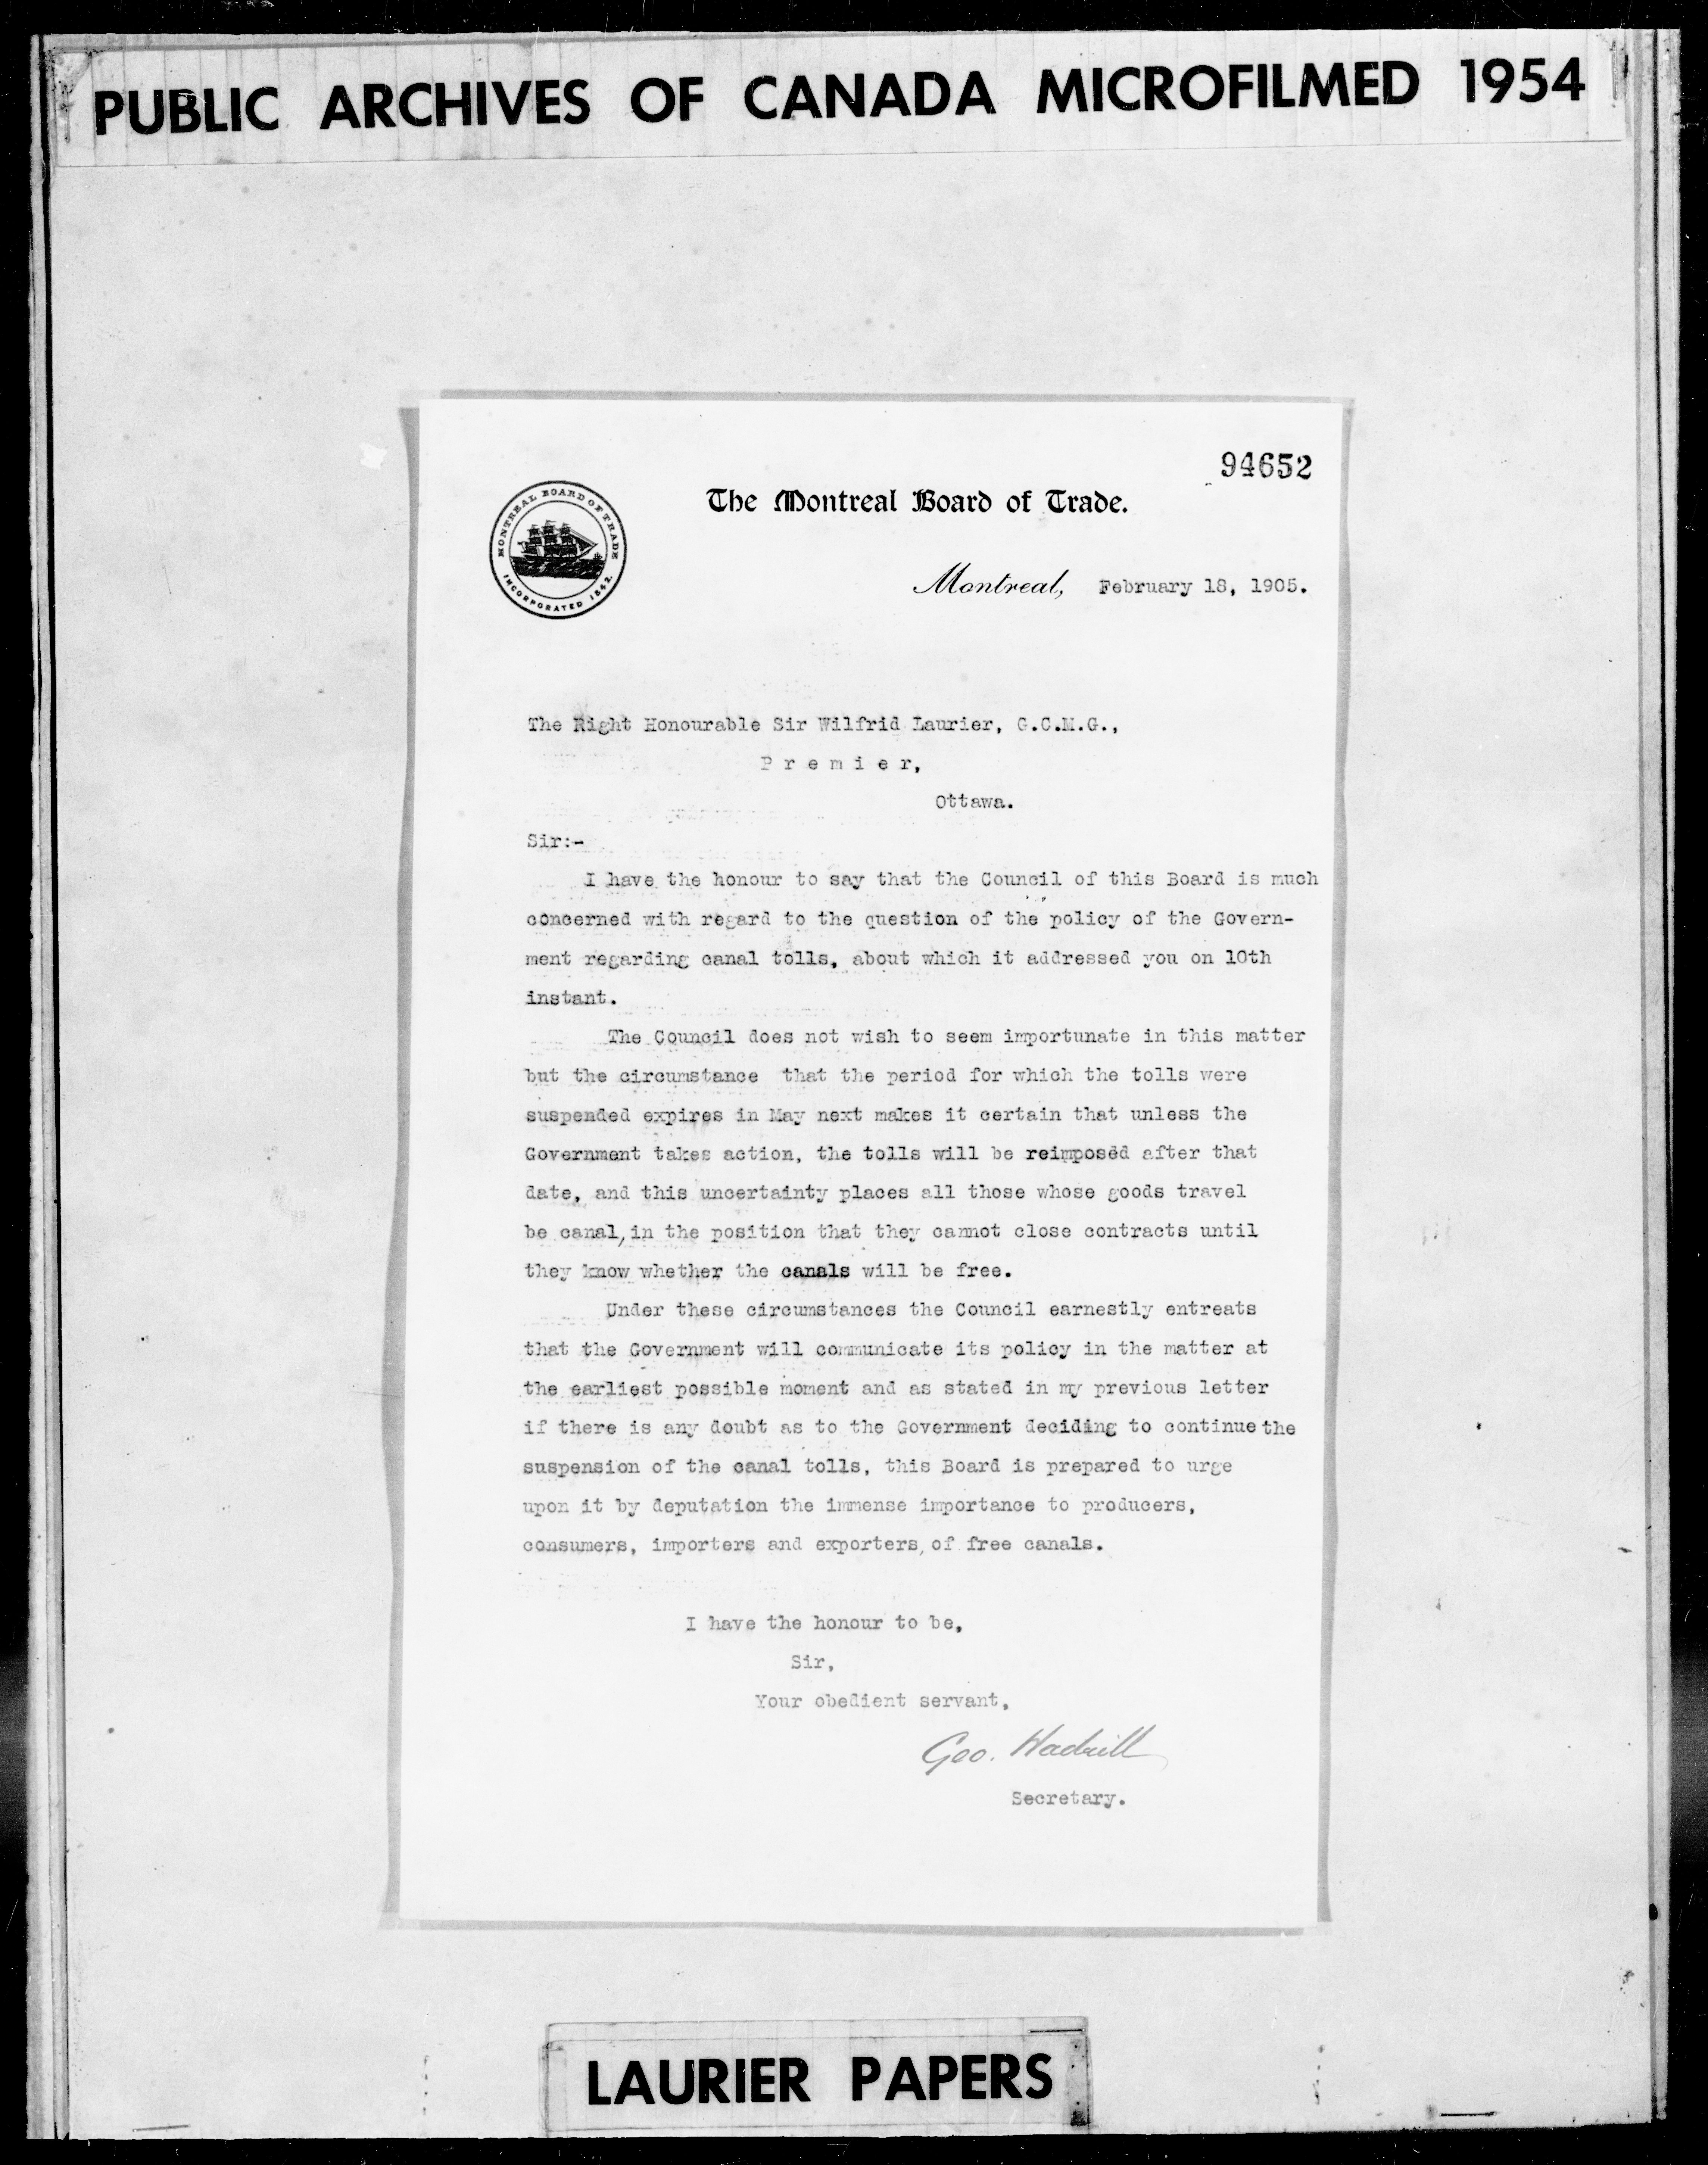 PUBLIC ARCHIVES OF CANADA MICROFILMED 1954
94652
MONTREAL BOARD OF TRADE
INCORPORATED 1842.
The Montreal Board of Trade.
Montreal, February 18, 1905.
The Right Honourable Sir Wilfrid Laurier, G.C.M.G.,
Premier,
Ottawa.
Sir:-
I have the honour to say that the Council of this Board is much
concerned with regard to the question of the policy of the Govern-
ment regarding canal tolls, about which it addressed you on 10th
instant.
The Council does not wish to seem importunate in this matter
but the circumstance that the period for which the tolls were
suspended expires in May next makes it certain that unless the
Government takes action, the tolls will be reimposed after that
date, and this uncertainty places all those whose goods travel
be canal, in the position that they cannot close contracts until
they know whether the canals will be free.
Under these circumstances the Council earnestly entreats
that the Government will communicate its policy in the matter at
the earliest possible moment and as stated in my previous letter
if there is any doubt as to the Government deciding to continue the
suspension of the canal tolls, this Board is prepared to urge
upon it by deputation the immense importance to producers,
consumers, importers and exporters, of free canals.
I have the honour to be,
Sir,
Your obedient servant,
Geo. Hadrill
Secretary.
LAURIER PAPERS